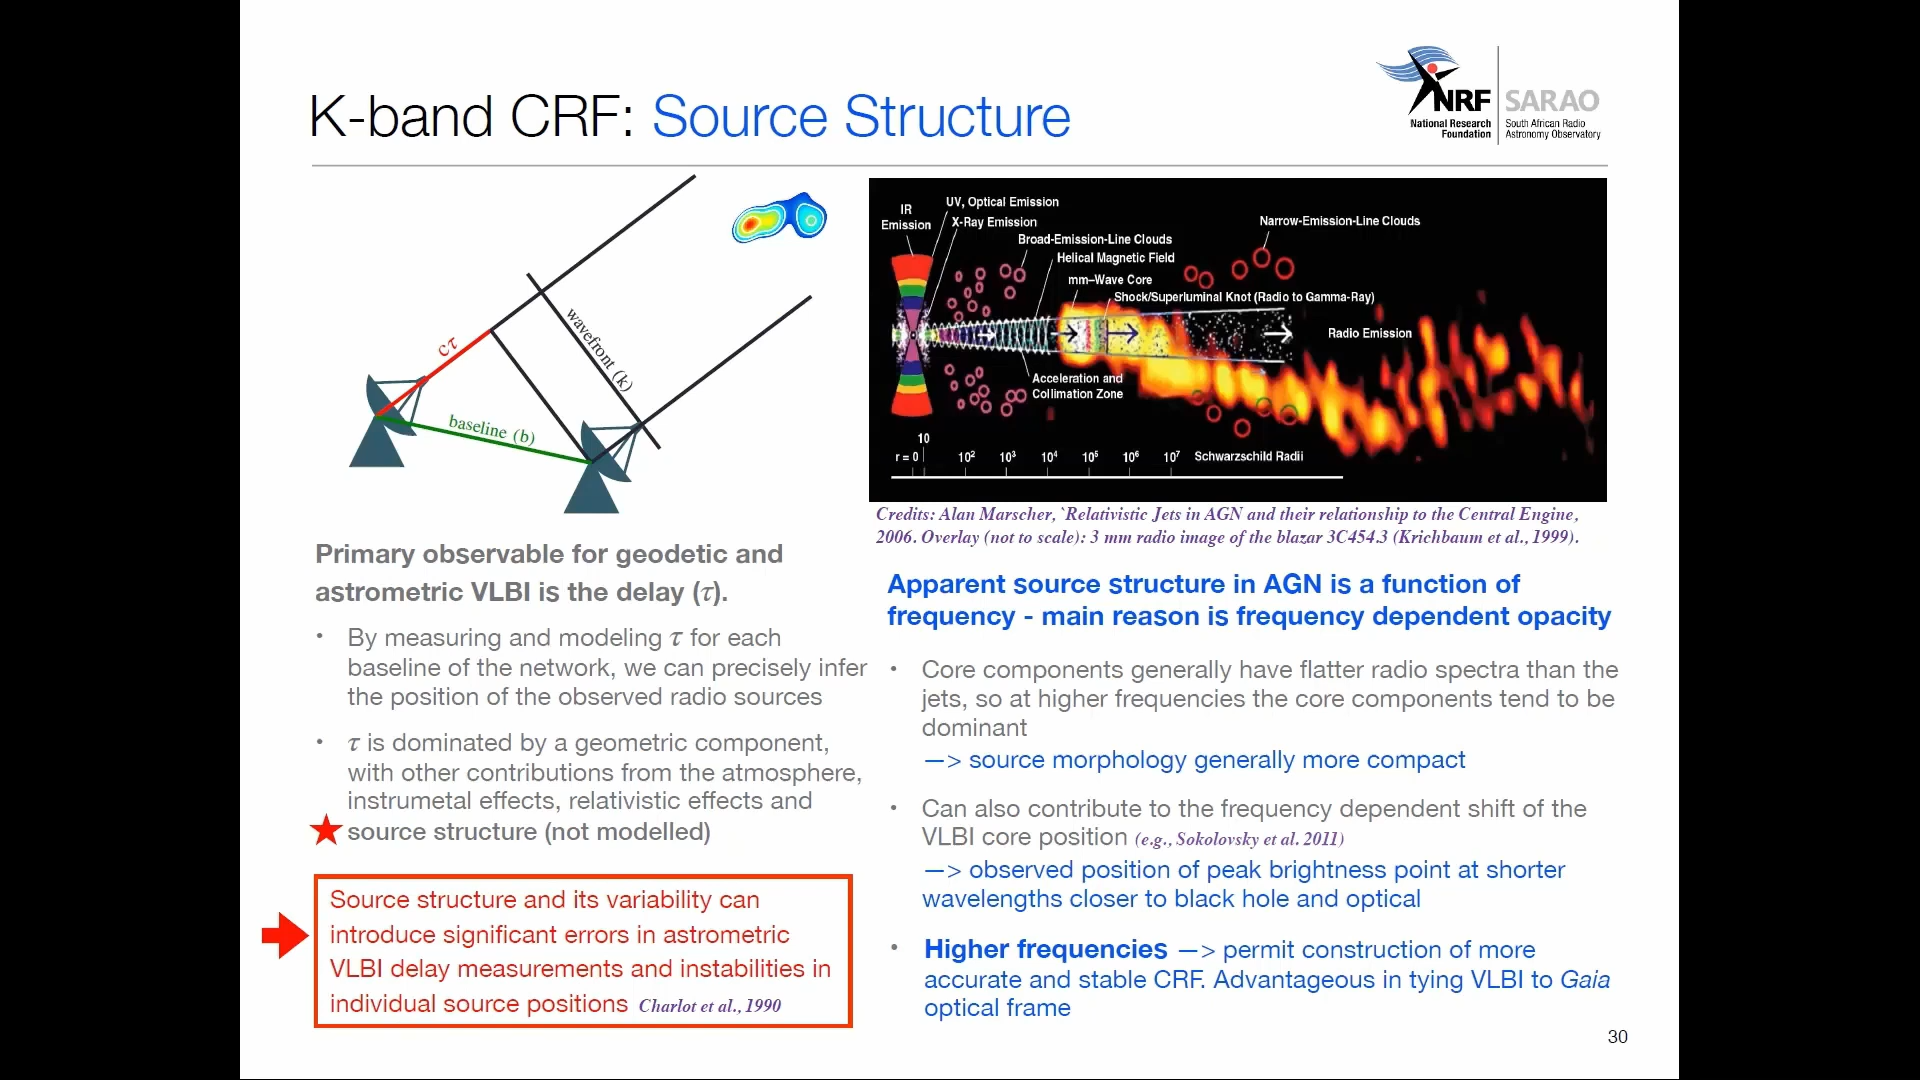 K-band CRF: Source Structure
NRF
National Research
Foundation
SARAO
South African Radio
Astronomy Observatory
cτ
wavefront (k)
baseline (b)
Primary observable for geodetic and
astrometric VLBI is the delay (τ).
• By measuring and modeling τ for each
baseline of the network, we can precisely infer
the position of the observed radio sources
• τ is dominated by a geometric component,
with other contributions from the atmosphere,
instrumetal effects, relativistic effects and
source structure (not modelled)
Source structure and its variability can
introduce significant errors in astrometric
VLBI delay measurements and instabilities in
individual source positions Charlot et al., 1990
IR
Emission
UV, Optical Emission
X-Ray Emission
Broad-Emission-Line Clouds
Helical Magnetic Field
mm–Wave Core
Shock/Superluminal Knot (Radio to Gamma-Ray)
Narrow-Emission-Line Clouds
Radio Emission
Acceleration and
Collimation Zone
10
r = 0 10² 10³ 10⁴ 10⁵ 10⁶ 10⁷ Schwarzschild Radii
Credits: Alan Marscher, `Relativistic Jets in AGN and their relationship to the Central Engine,
2006. Overlay (not to scale): 3 mm radio image of the blazar 3C454.3 (Krichbaum et al., 1999).
Apparent source structure in AGN is a function of
frequency - main reason is frequency dependent opacity
• Core components generally have flatter radio spectra than the
jets, so at higher frequencies the core components tend to be
dominant
—> source morphology generally more compact
• Can also contribute to the frequency dependent shift of the
VLBI core position (e.g., Sokolovsky et al. 2011)
—> observed position of peak brightness point at shorter
wavelengths closer to black hole and optical
• Higher frequencies —> permit construction of more
accurate and stable CRF. Advantageous in tying VLBI to Gaia
optical frame
30